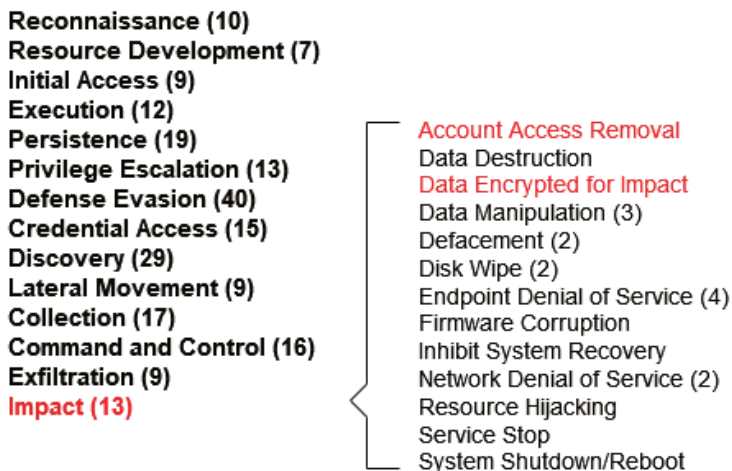 Reconnaissance (10)
Resource Development (7)
Initial Access (9)
Execution (12)
Persistence (19)
Privilege Escalation (13)
Defense Evasion (40)
Credential Access (15)
Discovery (29)
Lateral Movement (9)
Collection (17)
Command and Control (16)
Exfiltration (9)
Impact (13)
Account Access Removal
Data Destruction
Data Encrypted for Impact
Data Manipulation (3)
Defacement (2)
Disk Wipe (2)
Endpoint Denial of Service (4)
Firmware Corruption
Inhibit System Recovery
Network Denial of Service (2)
Resource Hijacking
Service Stop
System Shutdown/Reboot